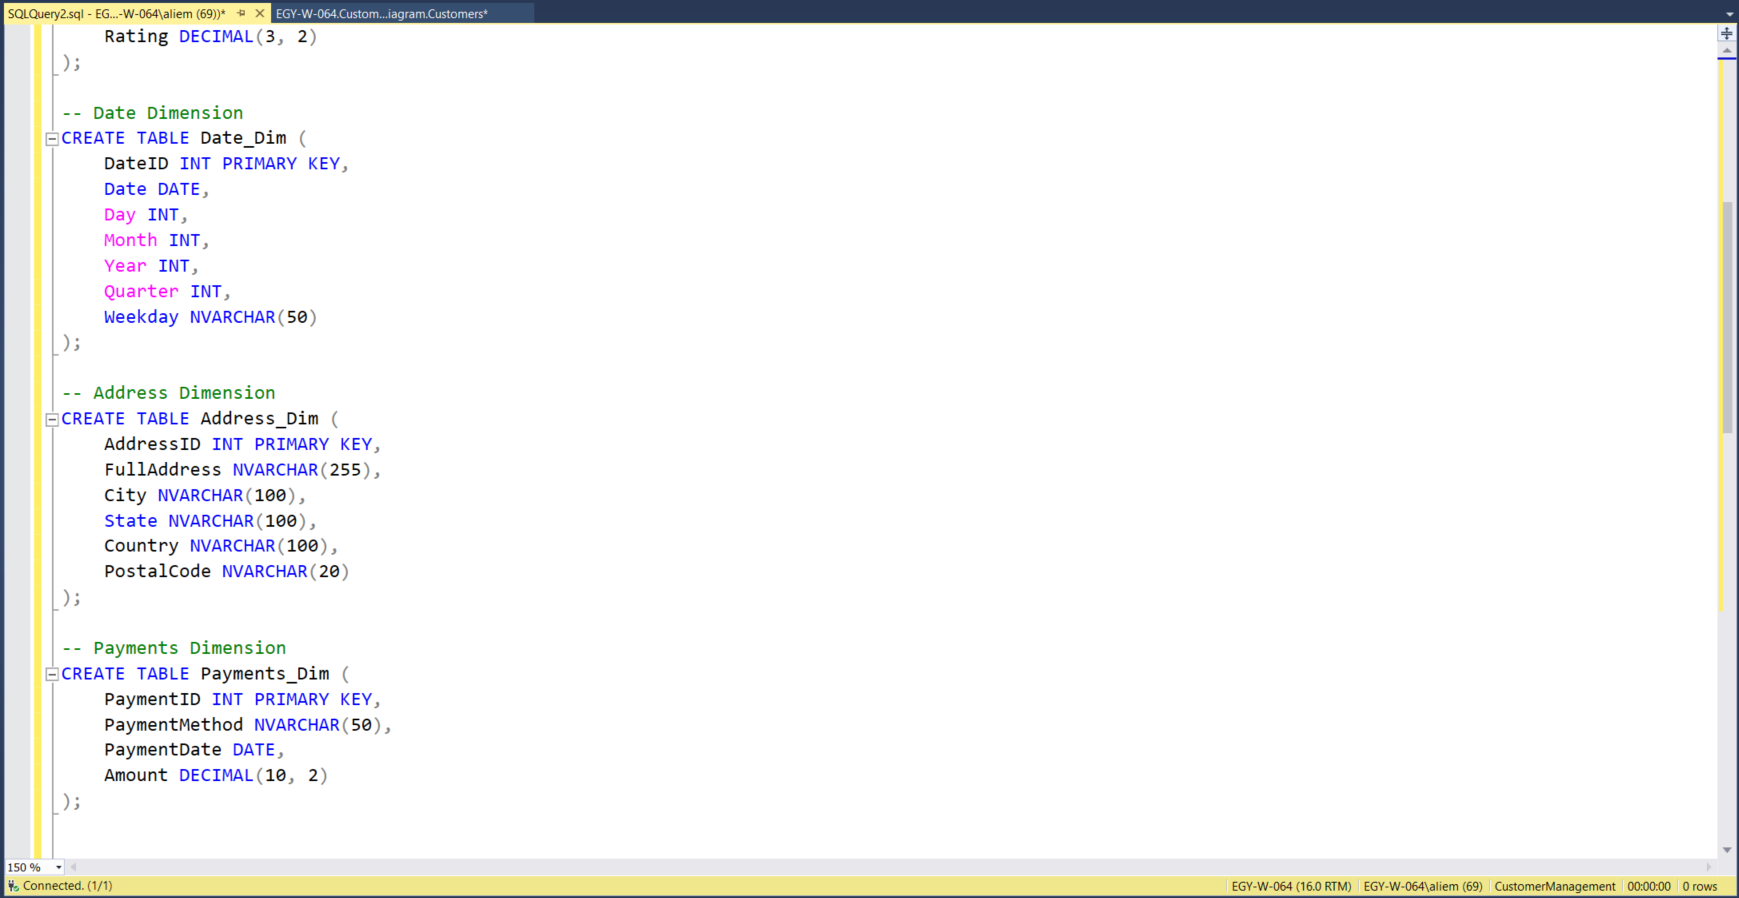 SQLQuery2.sql - EG...-W-064\aliem (69))*
EGY-W-064.Custom...iagram.Customers*
Rating DECIMAL(3, 2)
);
-- Date Dimension
CREATE TABLE Date_Dim (
DateID INT PRIMARY KEY,
Date DATE,
Day INT,
Month INT,
Year INT,
Quarter INT,
Weekday NVARCHAR(50)
);
-- Address Dimension
CREATE TABLE Address_Dim (
AddressID INT PRIMARY KEY,
FullAddress NVARCHAR(255),
City NVARCHAR(100),
State NVARCHAR(100),
Country NVARCHAR(100),
PostalCode NVARCHAR(20)
);
-- Payments Dimension
CREATE TABLE Payments_Dim (
PaymentID INT PRIMARY KEY,
PaymentMethod NVARCHAR(50),
PaymentDate DATE,
Amount DECIMAL(10, 2)
);
150 %
Connected. (1/1)
EGY-W-064 (16.0 RTM)
EGY-W-064\aliem (69)
CustomerManagement
00:00:00
0 rows